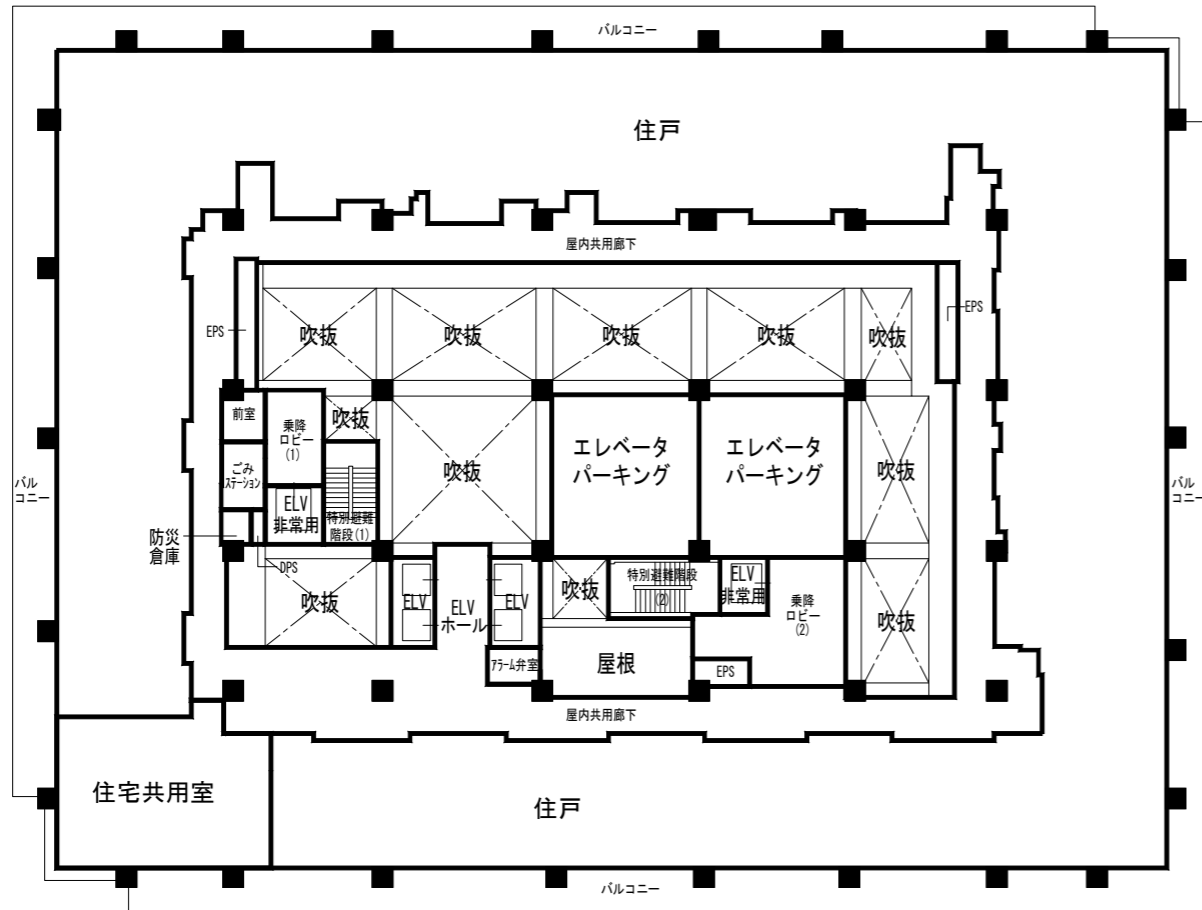 バルコニー
住戸
屋内共用廊下
EPS
EPS
吹抜
吹抜
吹抜
吹抜
吹抜
前室
乗降
ロビー
(1)
吹抜
吹抜
エレベータ
パーキング
エレベータ
パーキング
吹抜
ごみ
ステーション
バル
コニー
バル
コニー
ELV
非常用
特別避難
階段(1)
防災
倉庫
DPS
吹抜
ELV
ELV
ホール
ELV
吹抜
特別避難階段
(2)
ELV
非常用
乗降
ロビー
(2)
吹抜
アラーム弁室
屋根
EPS
屋内共用廊下
住宅共用室
住戸
バルコニー